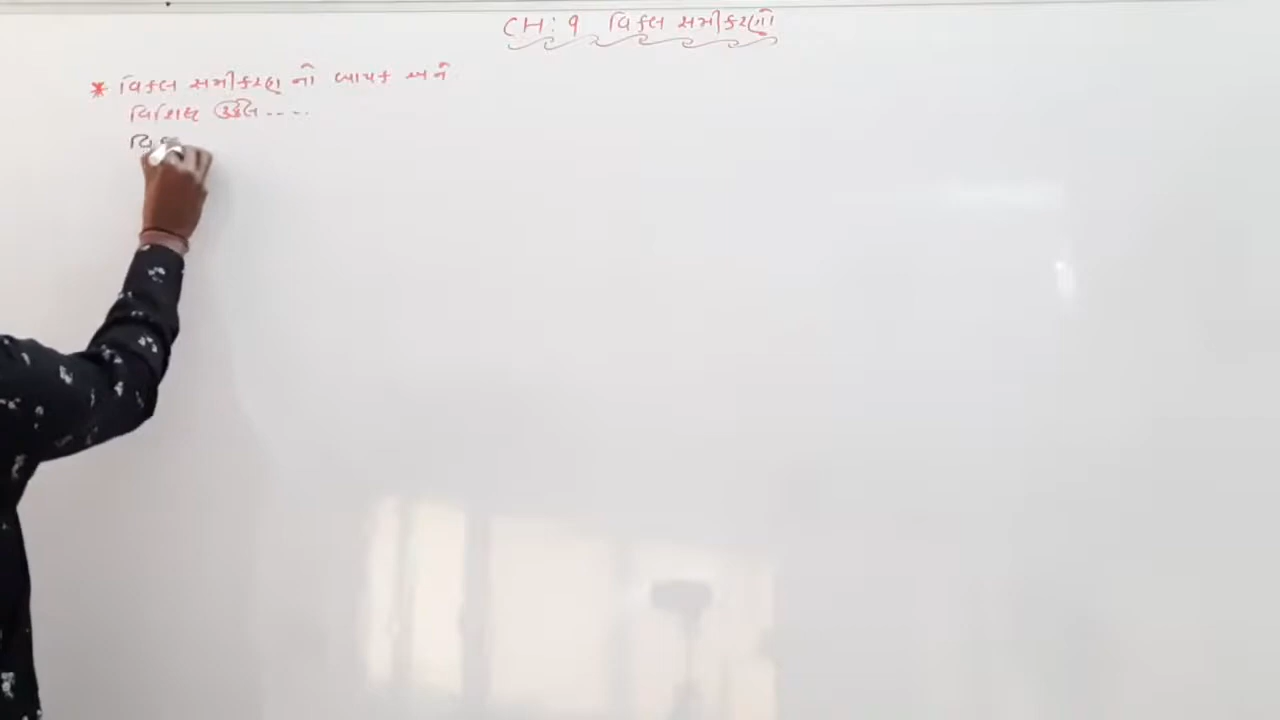 CH: 9 વિકલ સમીકરણો
* વિકલ સમીકરણ નો વ્યાપક અને
વિશિષ્ટ ઉકેલ.....
વિ